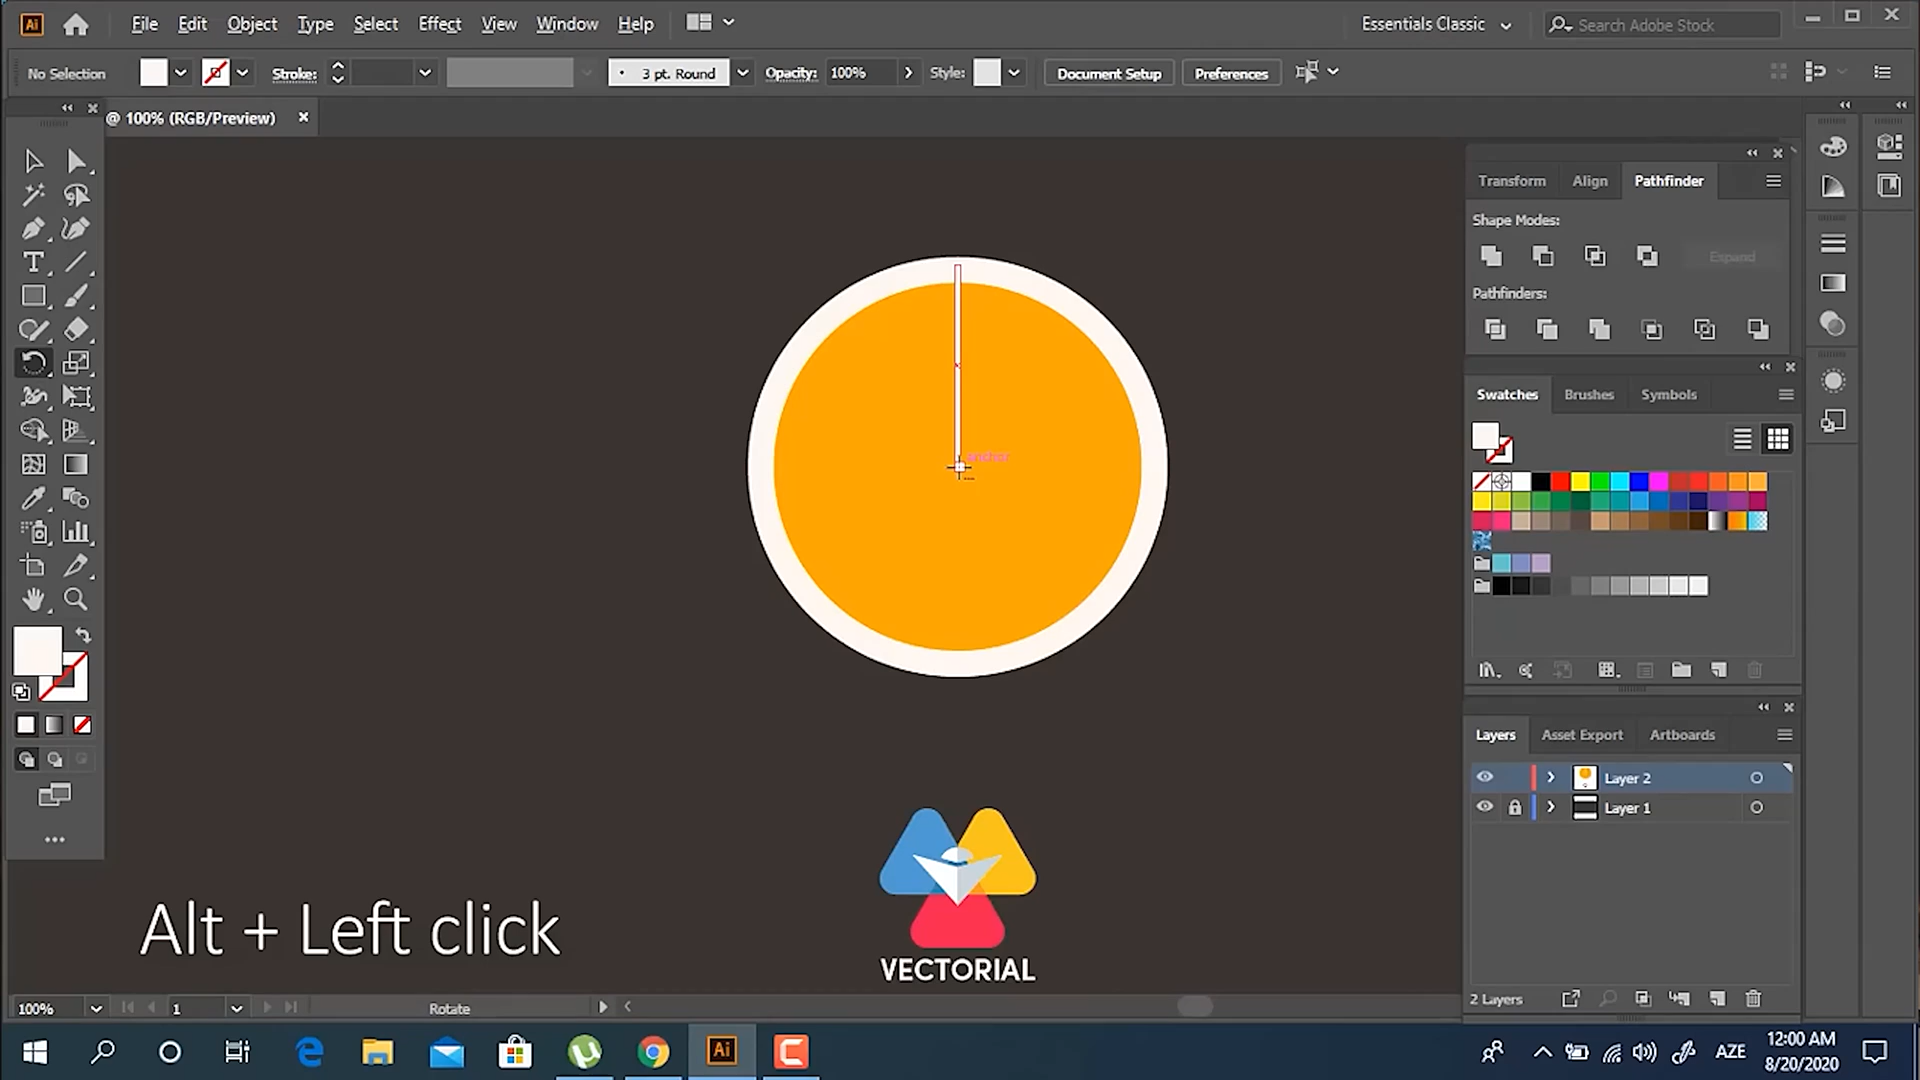 File Edit Object Type Select Effect View Window Help
Essentials Classic
Search Adobe Stock
No Selection
Stroke:
3 pt. Round
Opacity: 100%
Style:
Document Setup
Preferences
@ 100% (RGB/Preview)
Transform Align Pathfinder
Shape Modes:
Expand
Pathfinders:
Swatches Brushes Symbols
anchor
Layers Asset Export Artboards
Layer 2
Layer 1
Alt + Left click
VECTORIAL
2 Layers
100%
1
Rotate
Ai
AZE
12:00 AM
8/20/2020